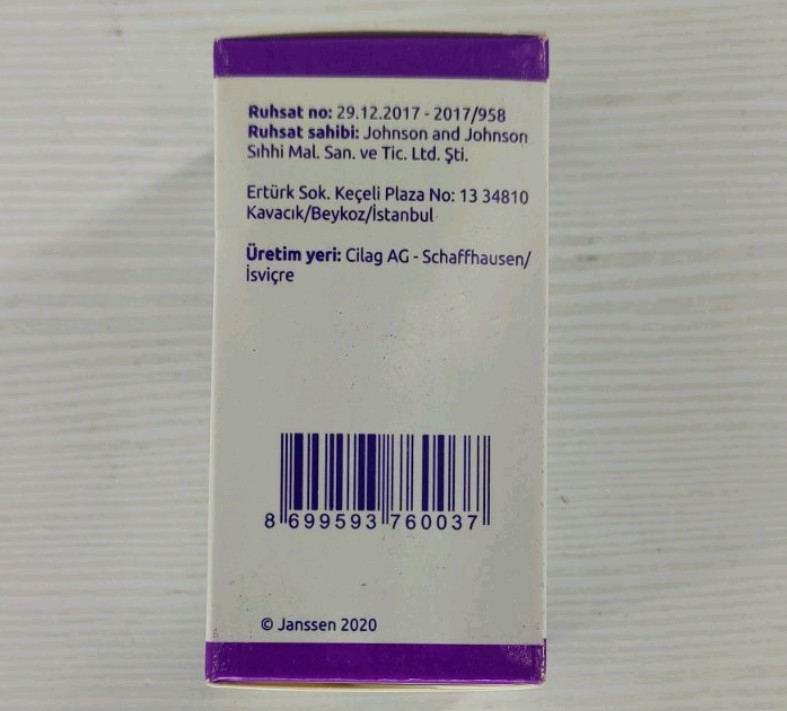 Ruhsat no: 29.12.2017 - 2017/958
Ruhsat sahibi: Johnson and Johnson
Sıhhi Mal. San. ve Tic. Ltd. Şti.
Ertürk Sok. Keçeli Plaza No: 13 34810
Kavacık/Beykoz/İstanbul
Üretim yeri: Cilag AG - Schaffhausen/
İsviçre
8 699593 760037
© Janssen 2020